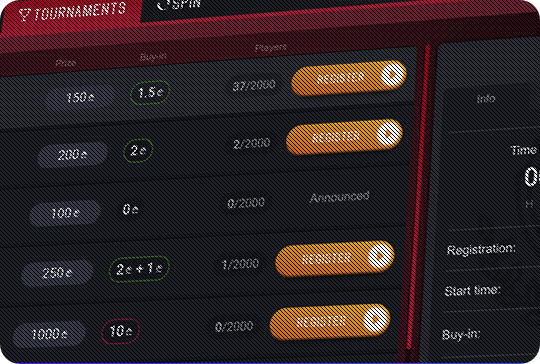 TOURNAMENTS
SPIN
Prize Buy-in Players
150 1.5 37/2000 REGISTER
200 2 2/2000 REGISTER
100 0 0/2000 Announced
250 2 + 1 1/2000 REGISTER
1000 10 0/2000 REGISTER
Info
Time
0
H
Registration:
Start time:
Buy-in: